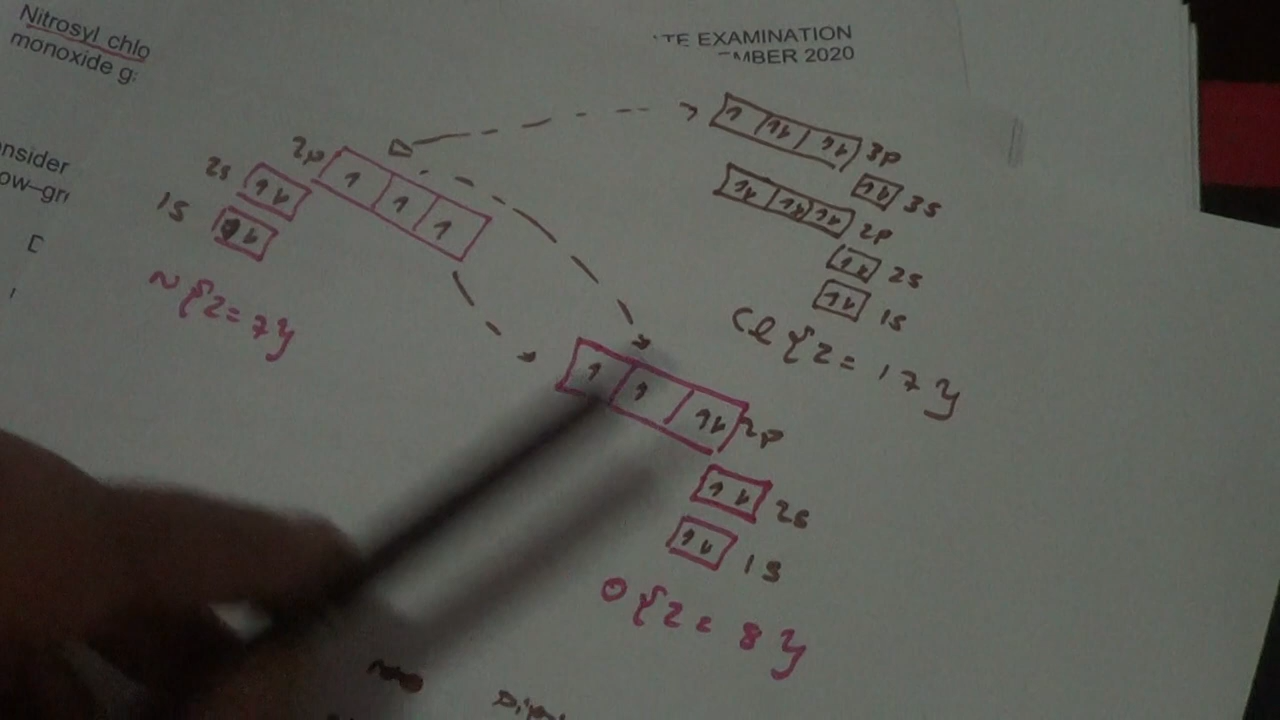 Nitrosyl chlo
monoxide g
TE EXAMINATION
MBER 2020
nsider
ow-gr
2p
2s
1s
N {z=7}
3p
3s
2p
2s
1s
Cl {z=17}
2p
2s
1s
O {z=8}